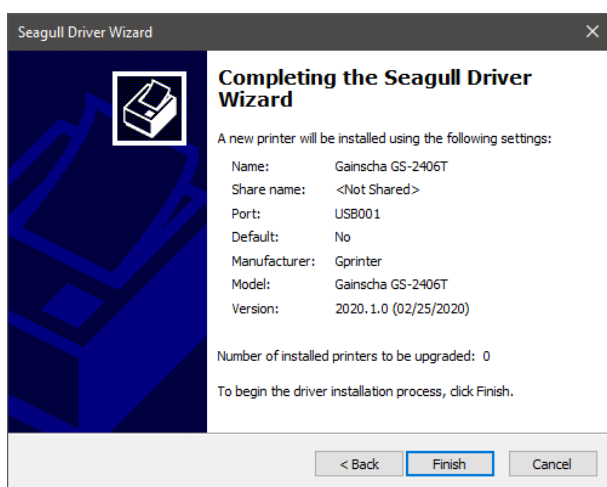 Seagull Driver Wizard
Completing the Seagull Driver
Wizard
A new printer will be installed using the following settings:
Name: Gainscha GS-2406T
Share name: <Not Shared>
Port: USB001
Default: No
Manufacturer: Gprinter
Model: Gainscha GS-2406T
Version: 2020.1.0 (02/25/2020)
Number of installed printers to be upgraded: 0
To begin the driver installation process, click Finish.
< Back Finish Cancel